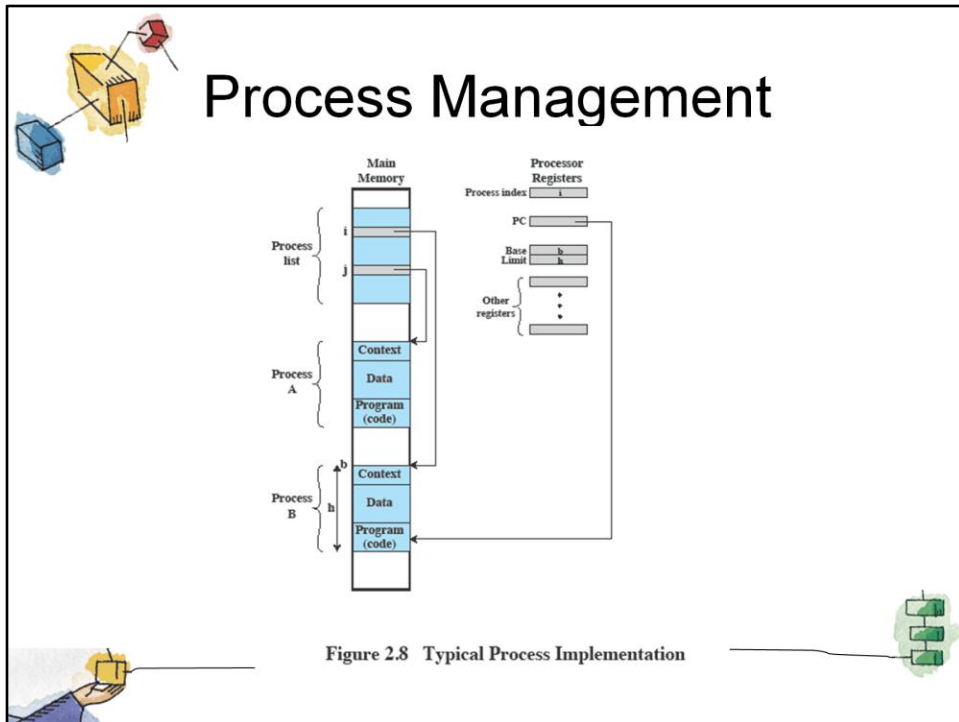 Process Management
Main
Memory
Processor
Registers
Process index
i
PC
Base
b
Limit
h
Other
registers
Process
list
i
j
Process
A
Context
Data
Program
(code)
Process
B
b
h
Context
Data
Program
(code)
Figure 2.8 Typical Process Implementation